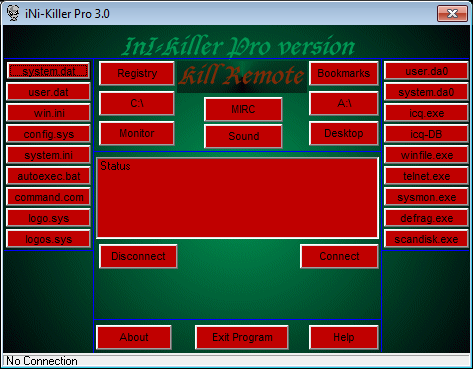 iNi-Killer Pro 3.0
InI-Killer Pro version
Kill Remote
system.dat
user.dat
win.ini
config.sys
system.ini
autoexec.bat
command.com
logo.sys
logos.sys
Registry
C:\
Monitor
MIRC
Sound
Bookmarks
A:\
Desktop
user.da0
system.da0
icq.exe
icq-DB
winfile.exe
telnet.exe
sysmon.exe
defrag.exe
scandisk.exe
Status
Disconnect
Connect
About
Exit Program
Help
No Connection